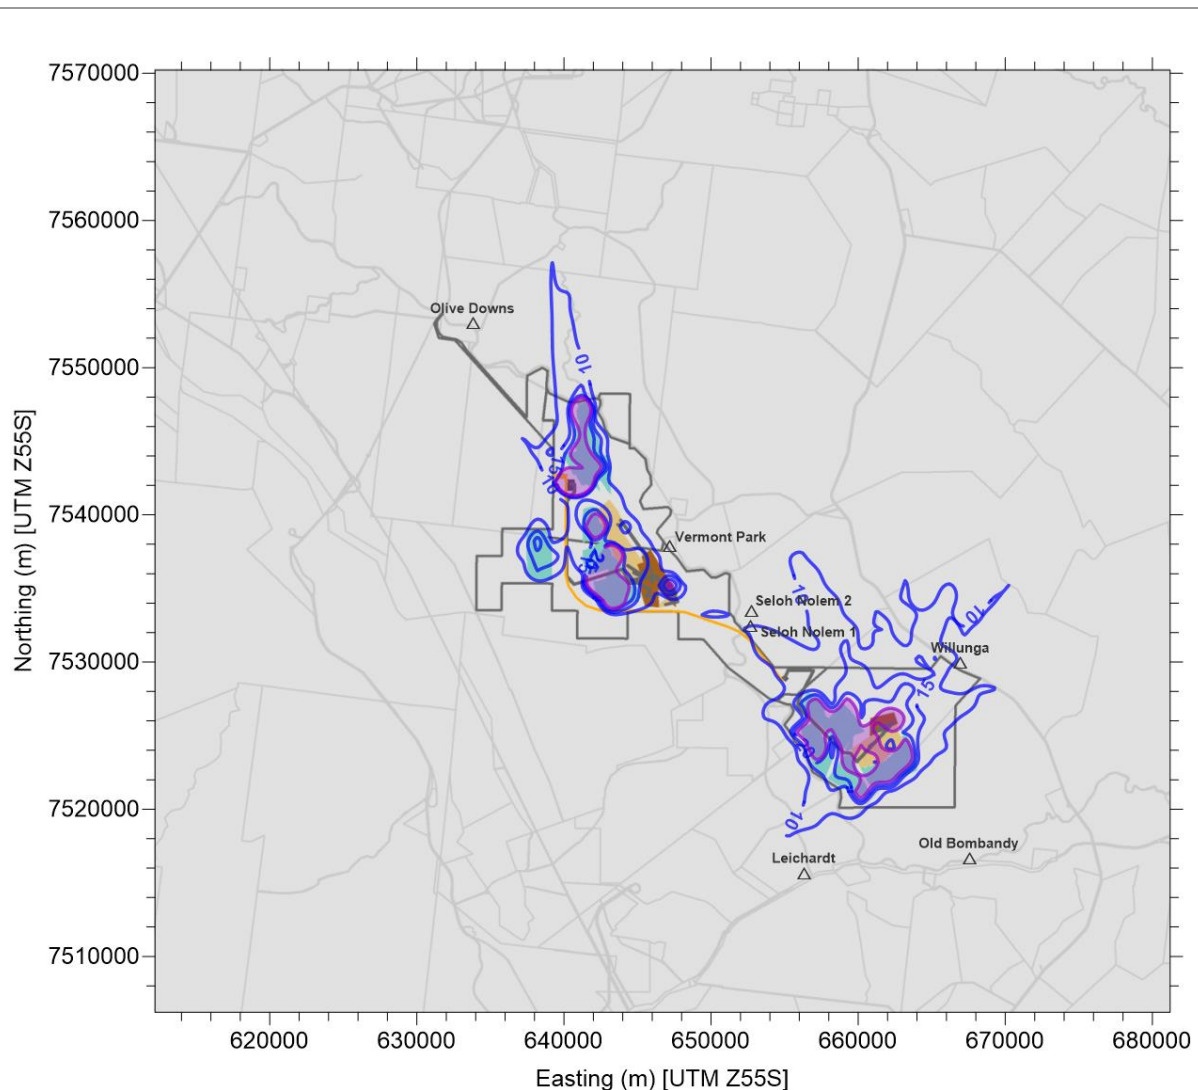 7570000
7560000
7550000
7540000
7530000
7520000
7510000
Northing (m) [UTM Z55S]
Olive Downs
10
15
Vermont Park
25
Seloh Nolem 2
10
Seloh Nolem 1
10
Willunga
15
10
Old Bombandy
Leichardt
620000
630000
640000
650000
660000
670000
680000
Easting (m) [UTM Z55S]